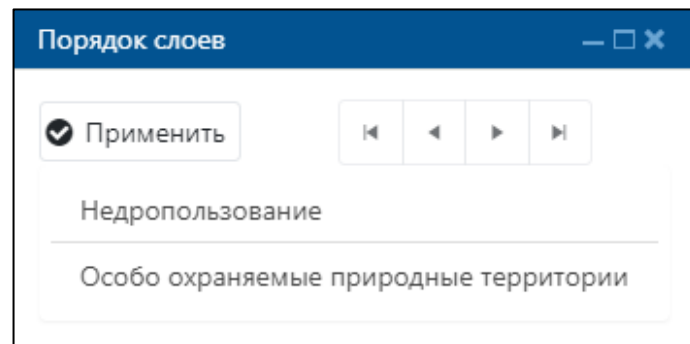 Порядок слоев
Применить
Недропользование
Особо охраняемые природные территории